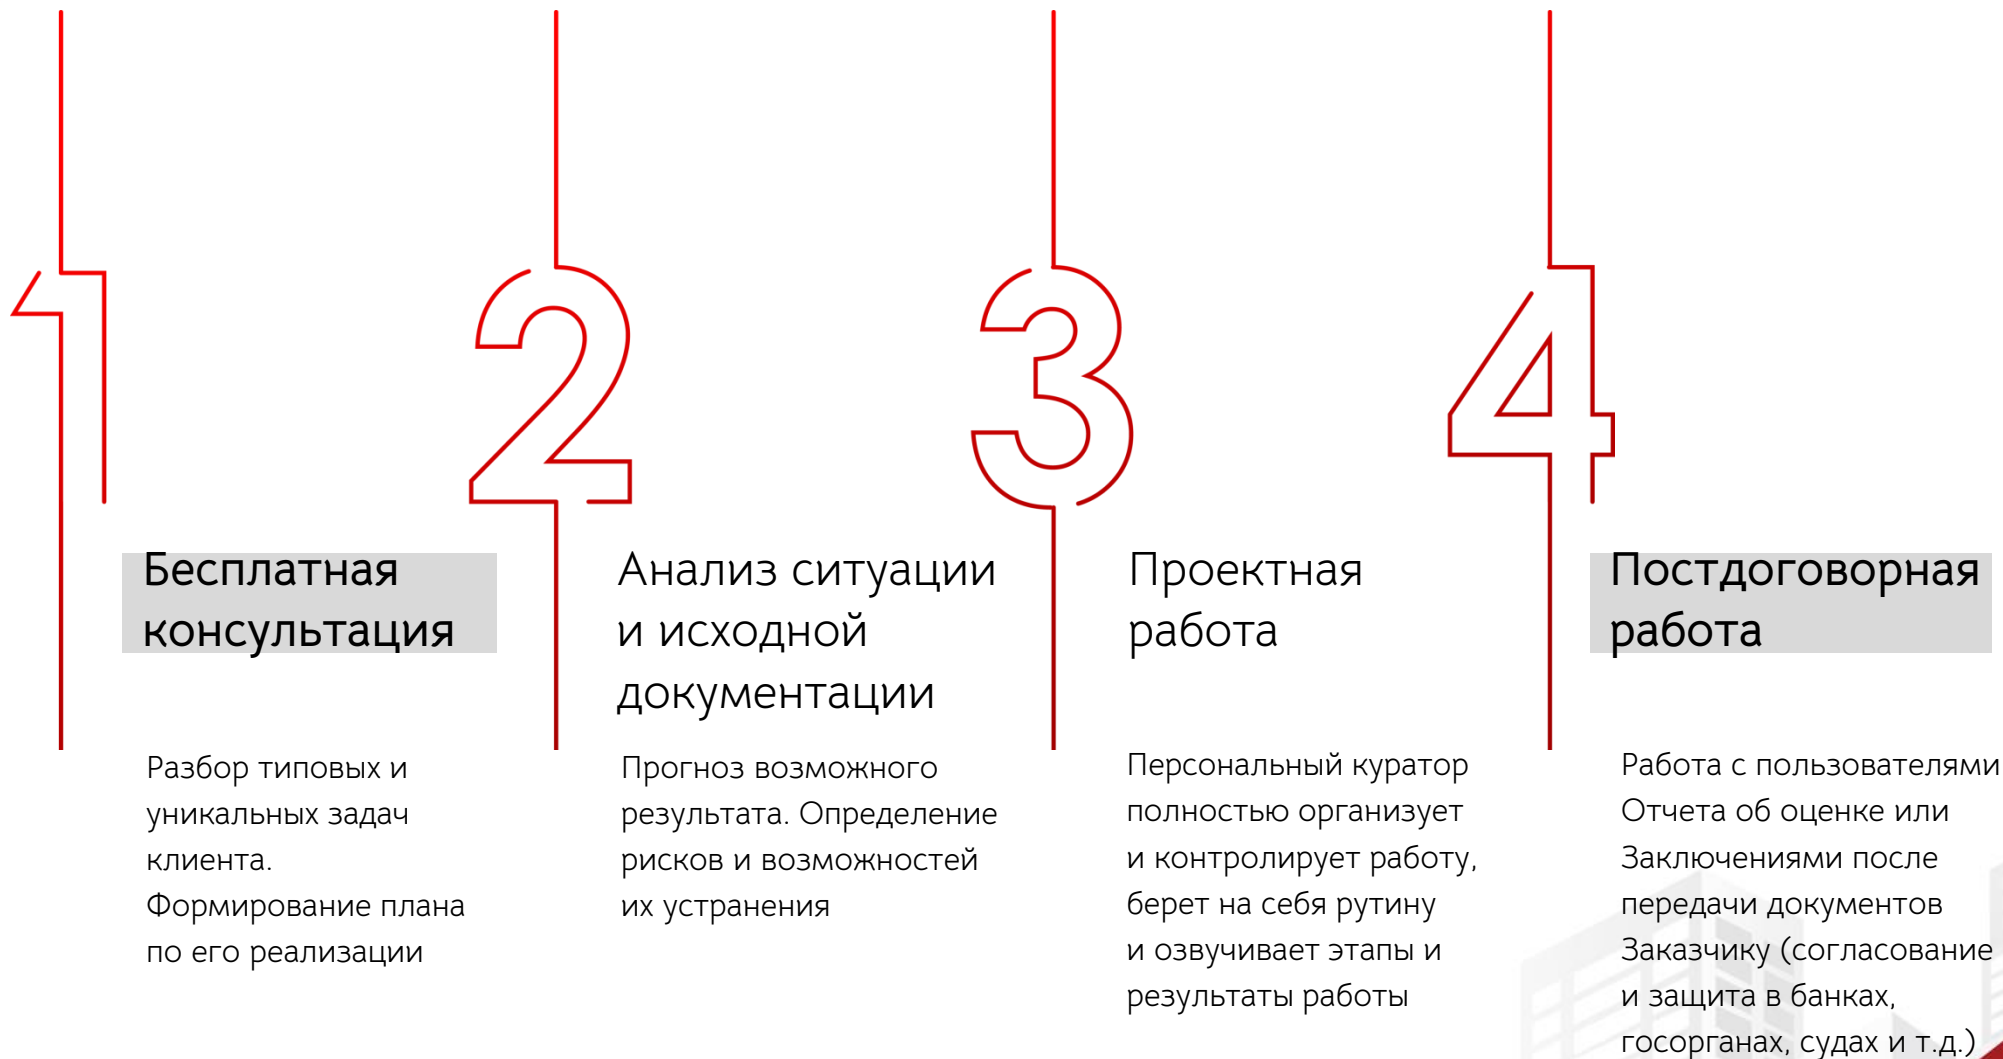 1
Бесплатная
консультация
Разбор типовых и
уникальных задач
клиента.
Формирование плана
по его реализации
2
Анализ ситуации
и исходной
документации
Прогноз возможного
результата. Определение
рисков и возможностей
их устранения
3
Проектная
работа
Персональный куратор
полностью организует
и контролирует работу,
берет на себя рутину
и озвучивает этапы и
результаты работы
4
Постдоговорная
работа
Работа с пользователями
Отчета об оценке или
Заключениями после
передачи документов
Заказчику (согласование
и защита в банках,
госорганах, судах и т.д.)